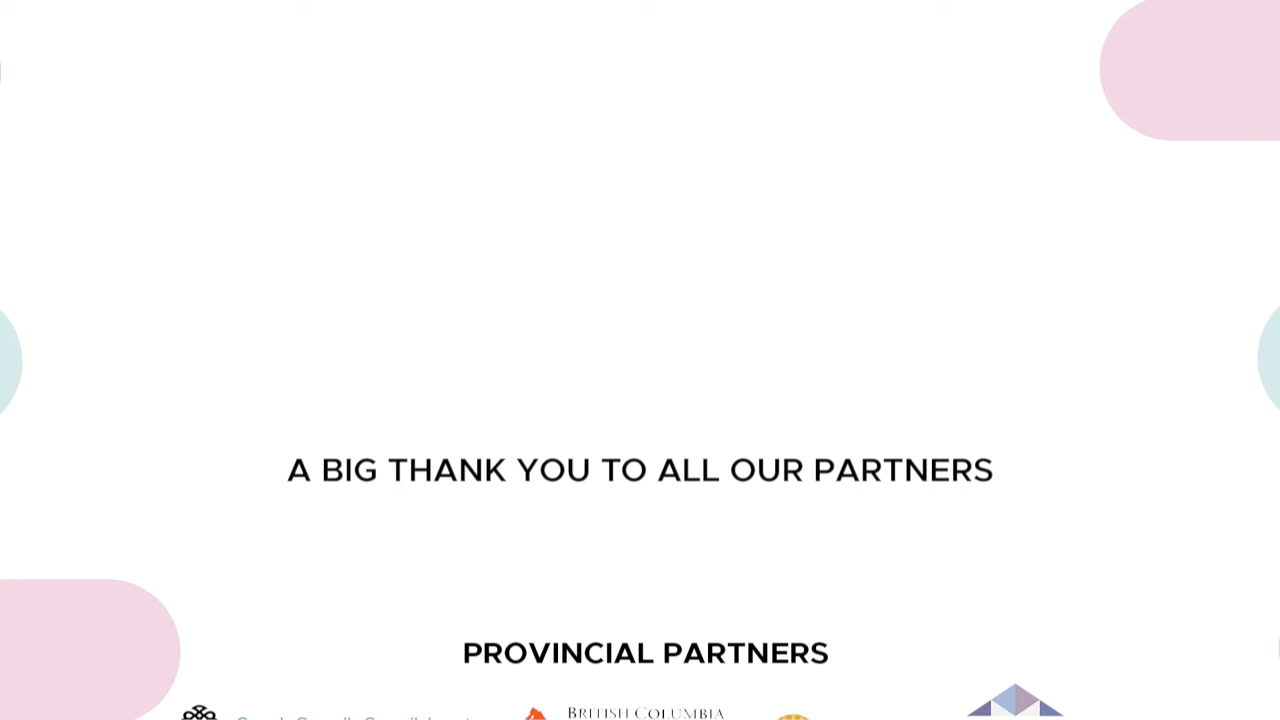 A BIG THANK YOU TO ALL OUR PARTNERS
PROVINCIAL PARTNERS
BRITISH COLUMBIA